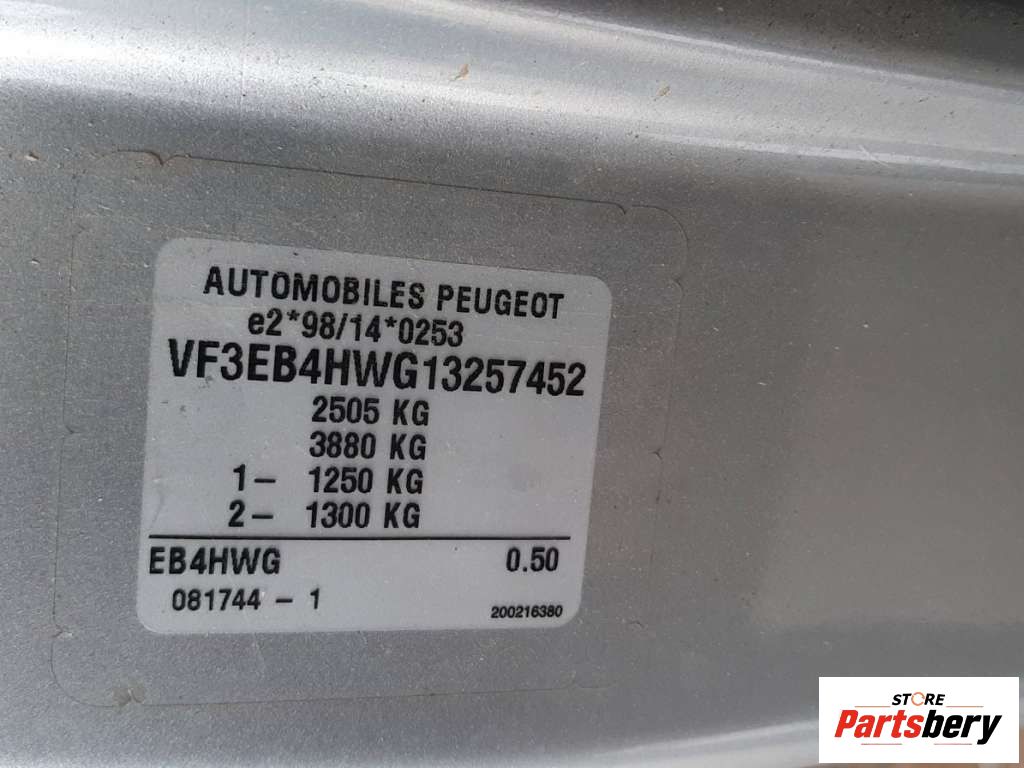 AUTOMOBILES PEUGEOT
e2*98/14*0253
VF3EB4HWG13257452
2505 KG
3880 KG
1- 1250 KG
2- 1300 KG
EB4HWG 0.50
081744 - 1 200216380
STORE
Partsbery